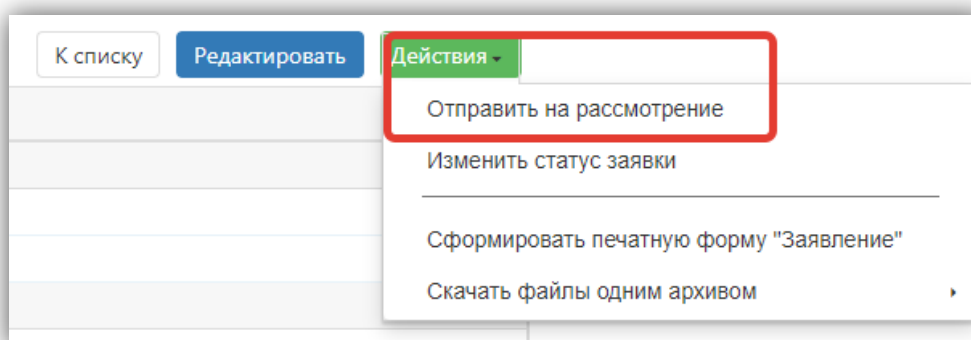 К списку Редактировать Действия
Отправить на рассмотрение
Изменить статус заявки
Сформировать печатную форму "Заявление"
Скачать файлы одним архивом